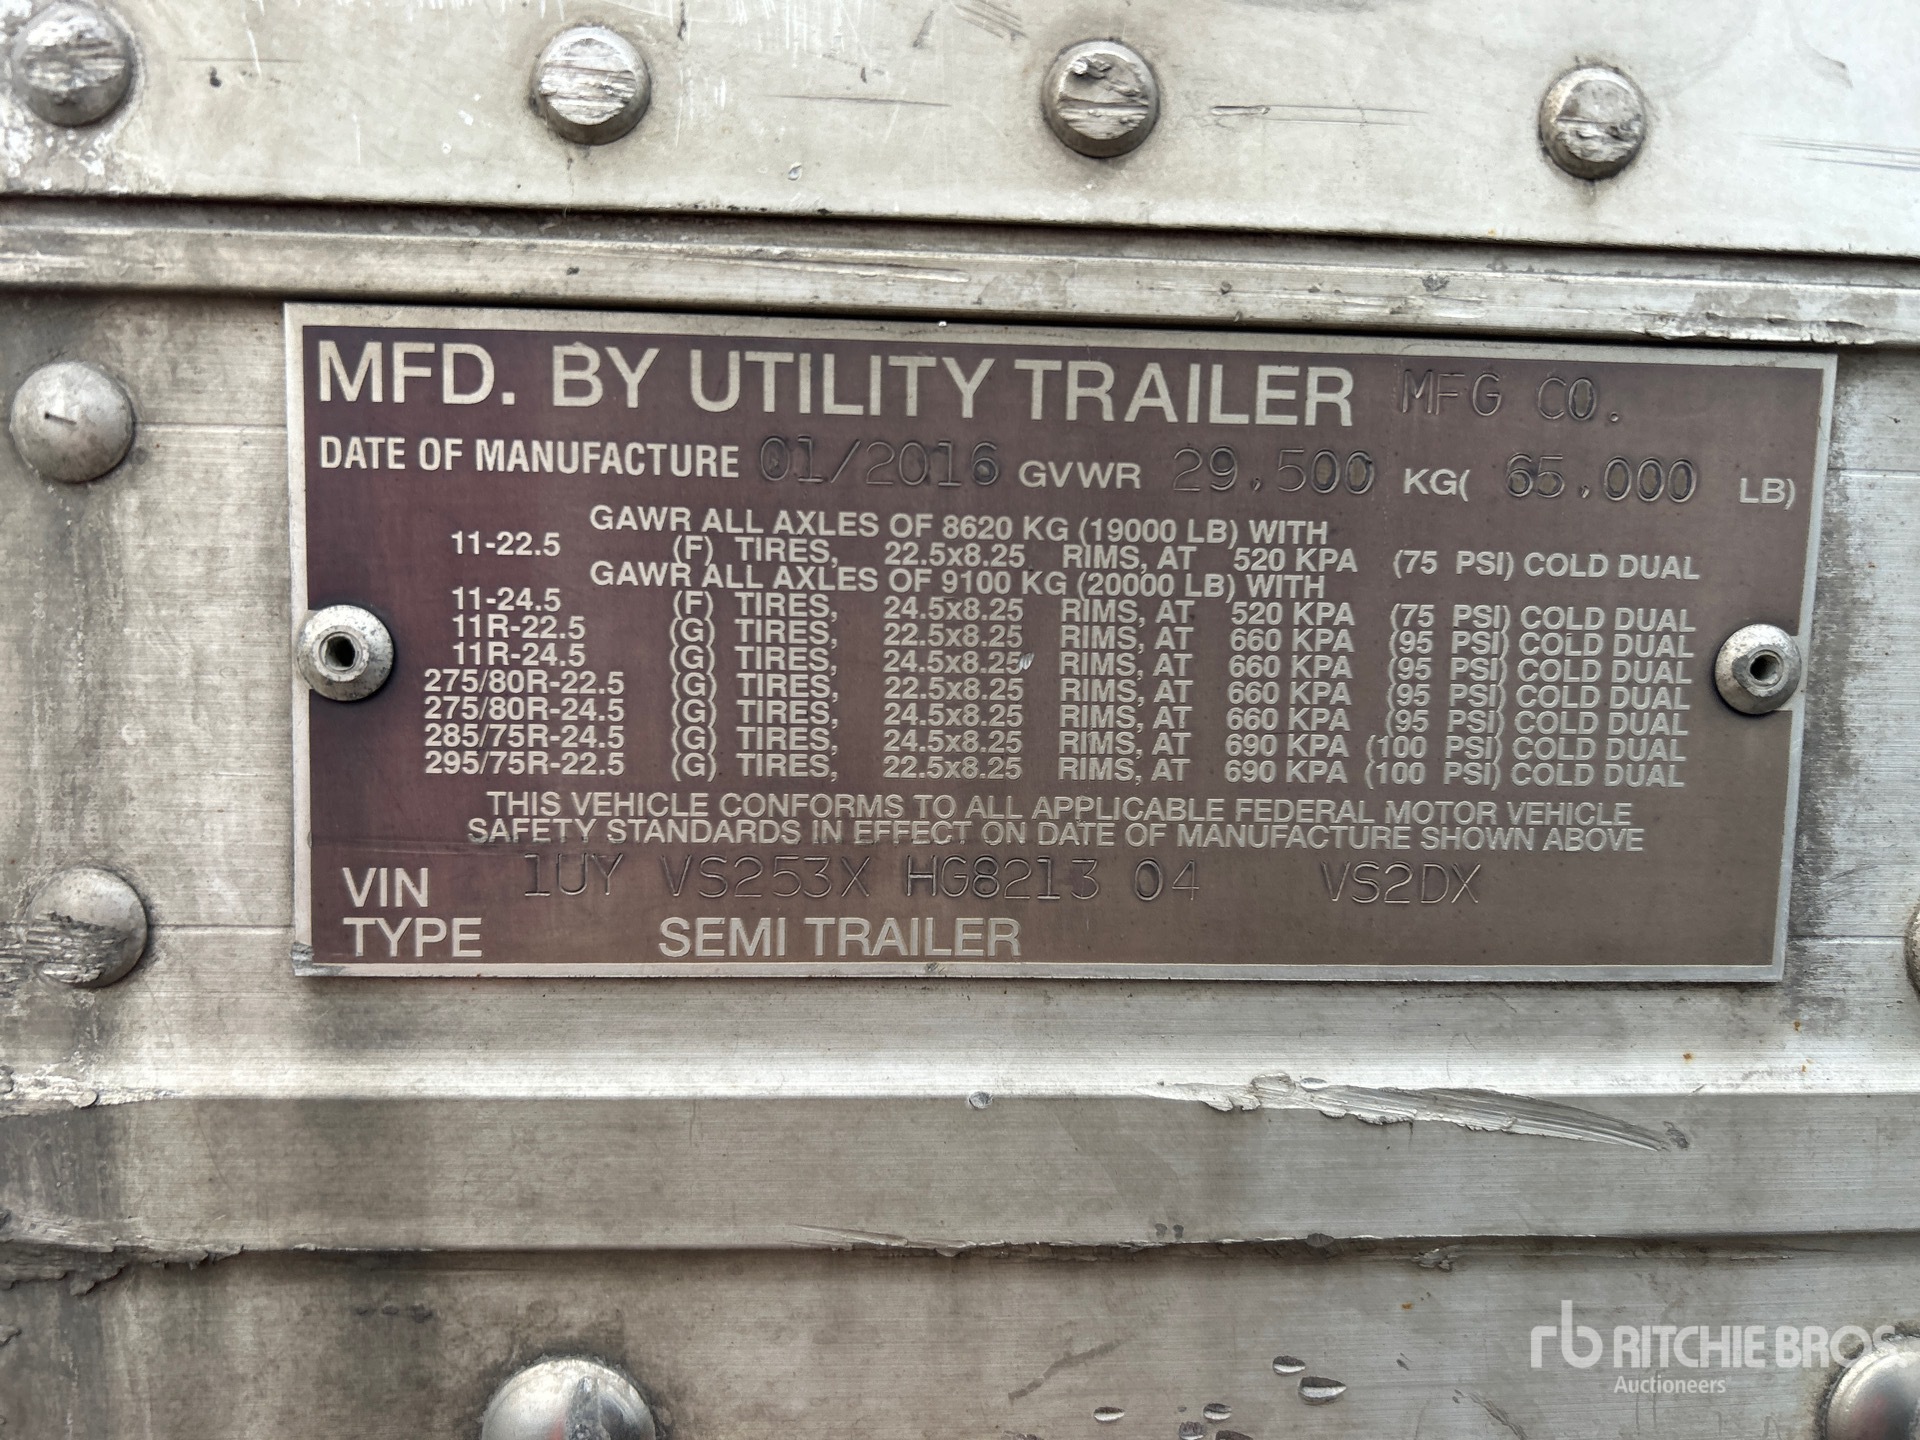 MFD. BY UTILITY TRAILER MFG CO.
DATE OF MANUFACTURE 01/2016 GVWR 29,500 KG( 65,000 LB)
GAWR ALL AXLES OF 8620 KG (19000 LB) WITH
11-22.5 (F) TIRES, 22.5x8.25 RIMS, AT 520 KPA (75 PSI) COLD DUAL
GAWR ALL AXLES OF 9100 KG (20000 LB) WITH
11-24.5 (F) TIRES, 24.5x8.25 RIMS, AT 520 KPA (75 PSI) COLD DUAL
11R-22.5 (G) TIRES, 22.5x8.25 RIMS, AT 660 KPA (95 PSI) COLD DUAL
11R-24.5 (G) TIRES, 24.5x8.25 RIMS, AT 660 KPA (95 PSI) COLD DUAL
275/80R-22.5 (G) TIRES, 22.5x8.25 RIMS, AT 660 KPA (95 PSI) COLD DUAL
275/80R-24.5 (G) TIRES, 24.5x8.25 RIMS, AT 660 KPA (95 PSI) COLD DUAL
285/75R-24.5 (G) TIRES, 24.5x8.25 RIMS, AT 690 KPA (100 PSI) COLD DUAL
295/75R-22.5 (G) TIRES, 22.5x8.25 RIMS, AT 690 KPA (100 PSI) COLD DUAL
THIS VEHICLE CONFORMS TO ALL APPLICABLE FEDERAL MOTOR VEHICLE
SAFETY STANDARDS IN EFFECT ON DATE OF MANUFACTURE SHOWN ABOVE
VIN 1UY VS253X HG8213 04 VS2DX
TYPE SEMI TRAILER
rb RITCHIE BROS
Auctioneers